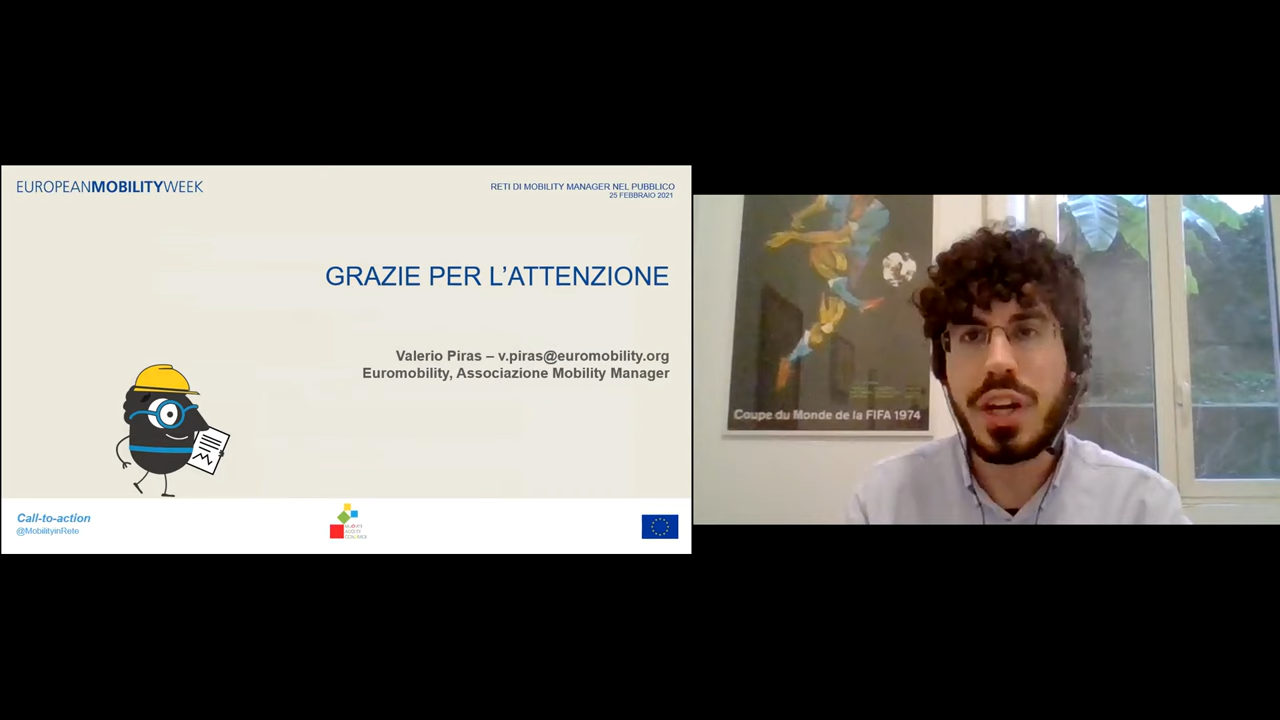 EUROPEANMOBILITYWEEK
RETI DI MOBILITY MANAGER NEL PUBBLICO
25 FEBBRAIO 2021
GRAZIE PER L'ATTENZIONE
Valerio Piras – v.piras@euromobility.org
Euromobility, Associazione Mobility Manager
Call-to-action
@MobilityinRete
Coupe du Monde de la FIFA 1974